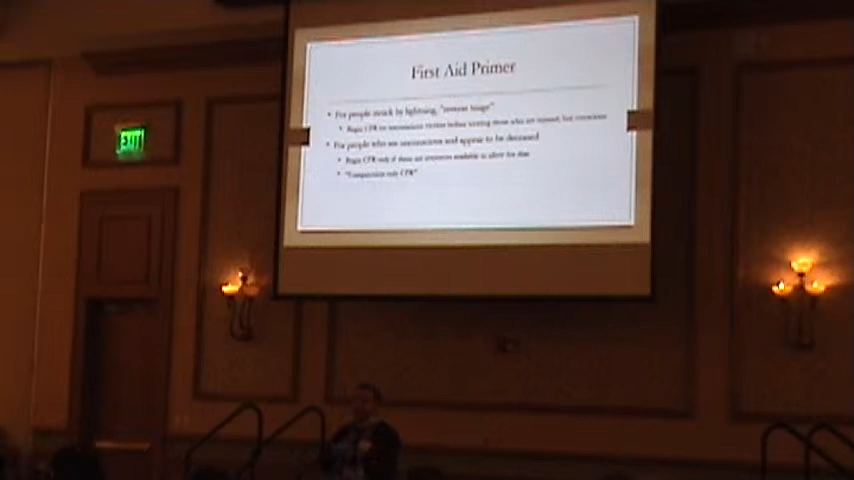 EXIT
First Aid Primer
• For people struck by lightning, "reverse triage"
• Begin CPR on unconscious victims before treating those who are injured, but conscious
• For people who are unconscious and appear to be deceased
• Begin CPR only if there are resources available to allow for that
• "Compression only CPR"